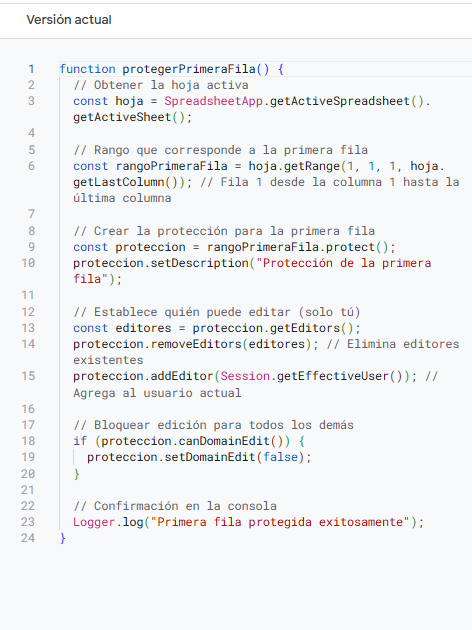 Versión actual
1 function protegerPrimeraFila() {
2 // Obtener la hoja activa
3 const hoja = SpreadsheetApp.getActiveSpreadsheet().
getActiveSheet();
4
5 // Rango que corresponde a la primera fila
6 const rangoPrimeraFila = hoja.getRange(1, 1, 1, hoja.
getLastColumn()); // Fila 1 desde la columna 1 hasta la
última columna
7
8 // Crear la protección para la primera fila
9 const proteccion = rangoPrimeraFila.protect();
10 proteccion.setDescription("Protección de la primera
fila");
11
12 // Establece quién puede editar (solo tú)
13 const editores = proteccion.getEditors();
14 proteccion.removeEditors(editores); // Elimina editores
existentes
15 proteccion.addEditor(Session.getEffectiveUser()); //
Agrega al usuario actual
16
17 // Bloquear edición para todos los demás
18 if (proteccion.canDomainEdit()) {
19 proteccion.setDomainEdit(false);
20 }
21
22 // Confirmación en la consola
23 Logger.log("Primera fila protegida exitosamente");
24 }